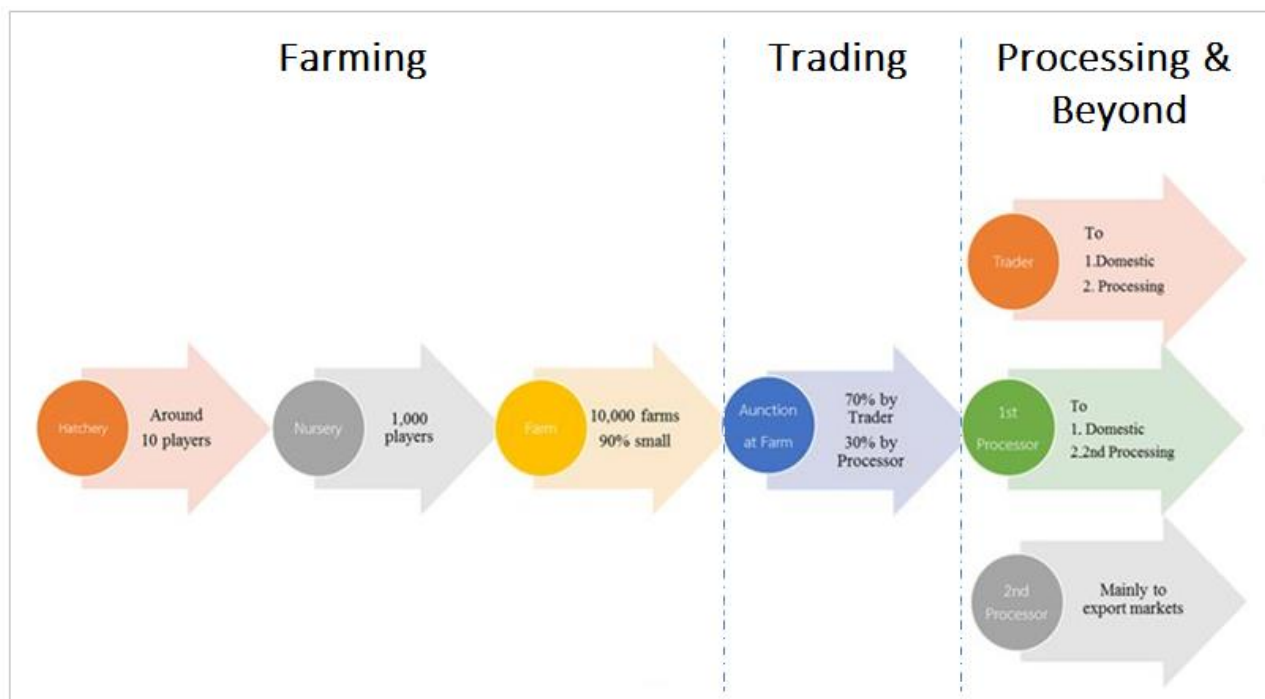 Farming
Trading
Processing &
Beyond
Hatchery
Around
10 players
Nursery
1,000
players
Farm
10,000 farms
90% small
Aunction
at Farm
70% by
Trader
30% by
Processor
Trader
To
1.Domestic
2. Processing
1st
Processor
To
1. Domestic
2.2nd Processing
2nd
Processor
Mainly to
export markets